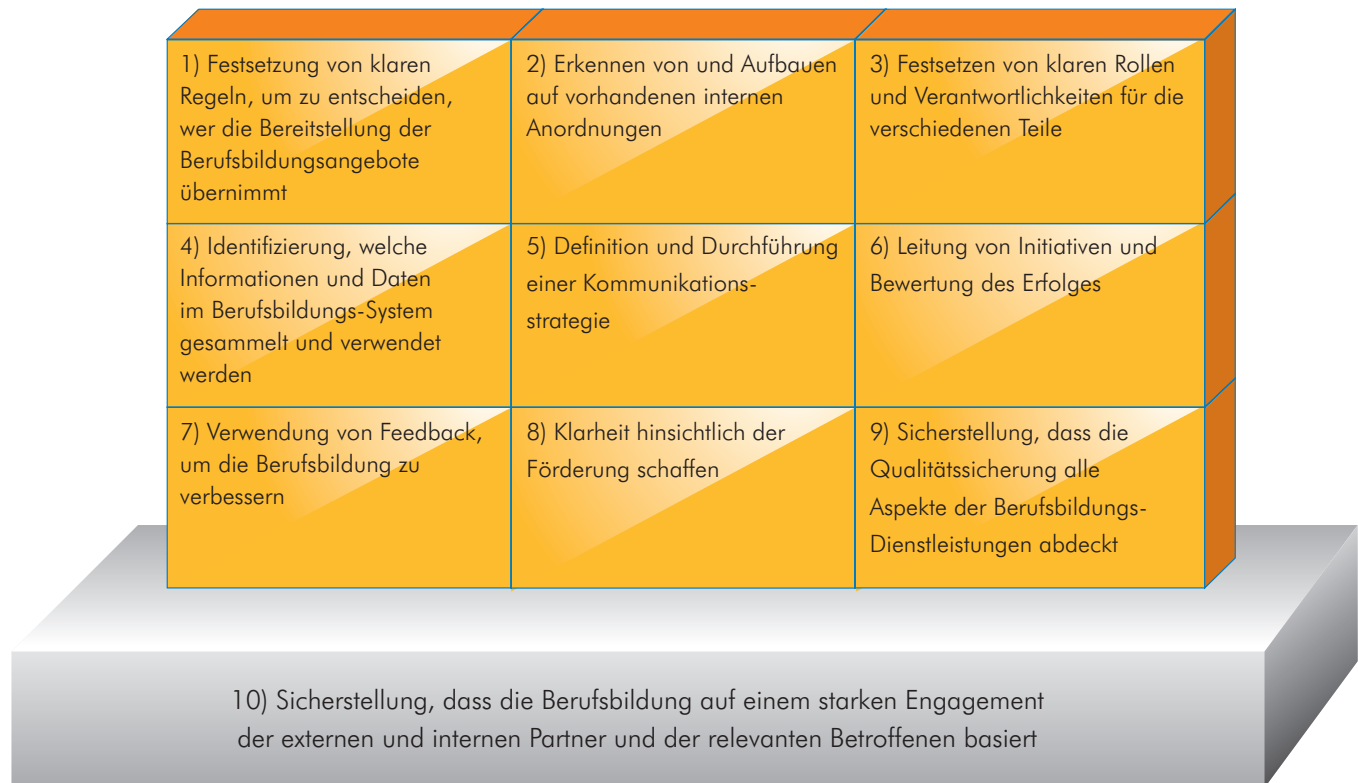 1) Festsetzung von klaren
Regeln, um zu entscheiden,
wer die Bereitstellung der
Berufsbildungsangebote
übernimmt
2) Erkennen von und Aufbauen
auf vorhandenen internen
Anordnungen
3) Festsetzen von klaren Rollen
und Verantwortlichkeiten für die
verschiedenen Teile
4) Identifizierung, welche
Informationen und Daten
im Berufsbildungs-System
gesammelt und verwendet
werden
5) Definition und Durchführung
einer Kommunikations-
strategie
6) Leitung von Initiativen und
Bewertung des Erfolges
7) Verwendung von Feedback,
um die Berufsbildung zu
verbessern
8) Klarheit hinsichtlich der
Förderung schaffen
9) Sicherstellung, dass die
Qualitätssicherung alle
Aspekte der Berufsbildungs-
Dienstleistungen abdeckt
10) Sicherstellung, dass die Berufsbildung auf einem starken Engagement
der externen und internen Partner und der relevanten Betroffenen basiert